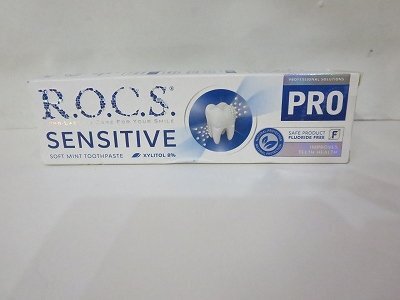 R.O.C.S.®
CARE FOR YOUR SMILE
SENSITIVE
SOFT MINT TOOTHPASTE XYLITOL 8%
PROFESSIONAL SOLUTIONS
PRO
SAFE PRODUCT
FLUORIDE FREE
F
IMPROVES
TEETH HEALTH